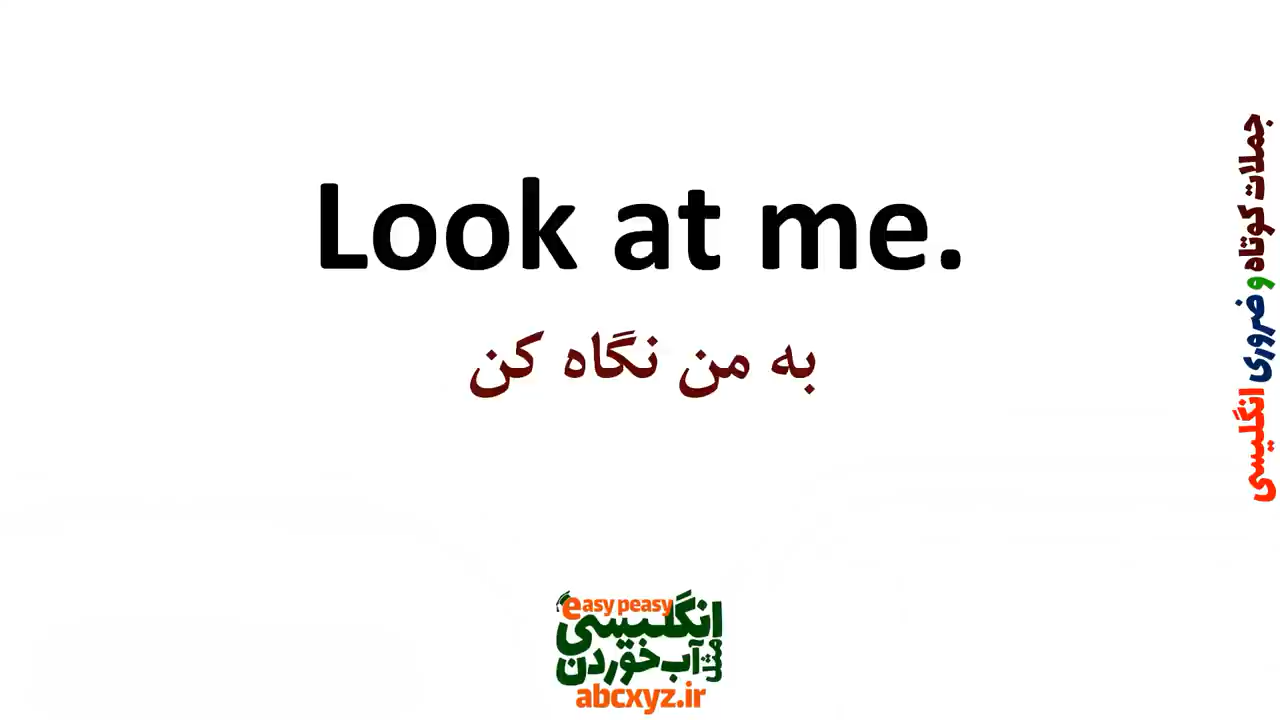 Look at me.
به من نگاه کن
جملات کوتاه و ضروری انگلیسی
easy peasy
انگلیسی
مثل آب خوردن
abcxyz.ir